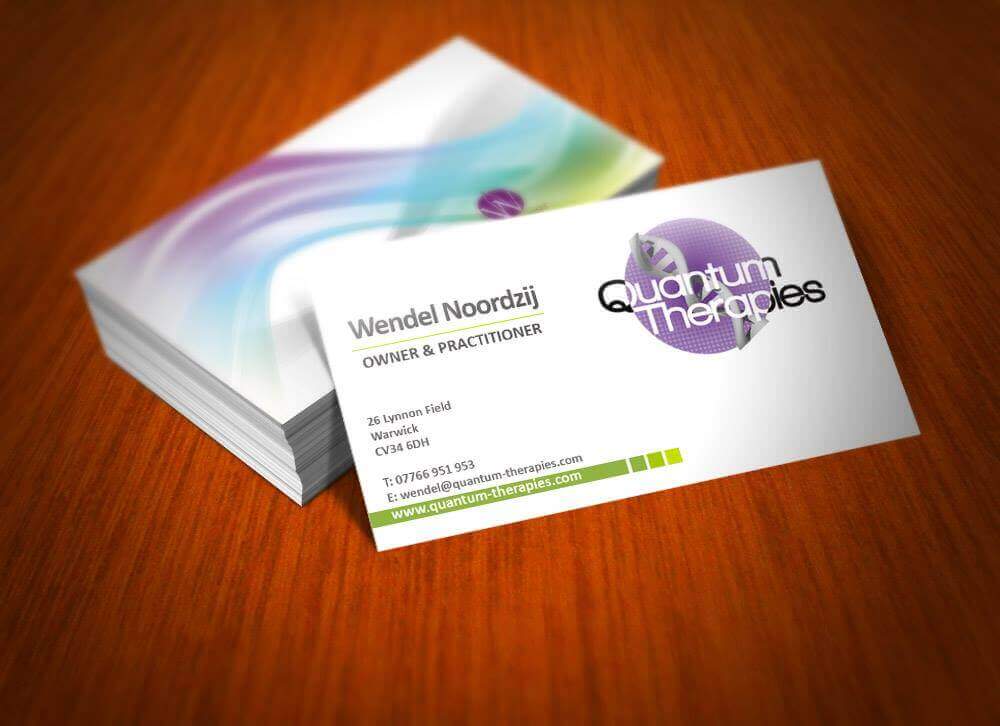 Wendel Noordzij
OWNER & PRACTITIONER
Quantum
Therapies
26 Lynnon Field
Warwick
CV34 6DH
T: 07766 951 953
E: wendel@quantum-therapies.com
www.quantum-therapies.com